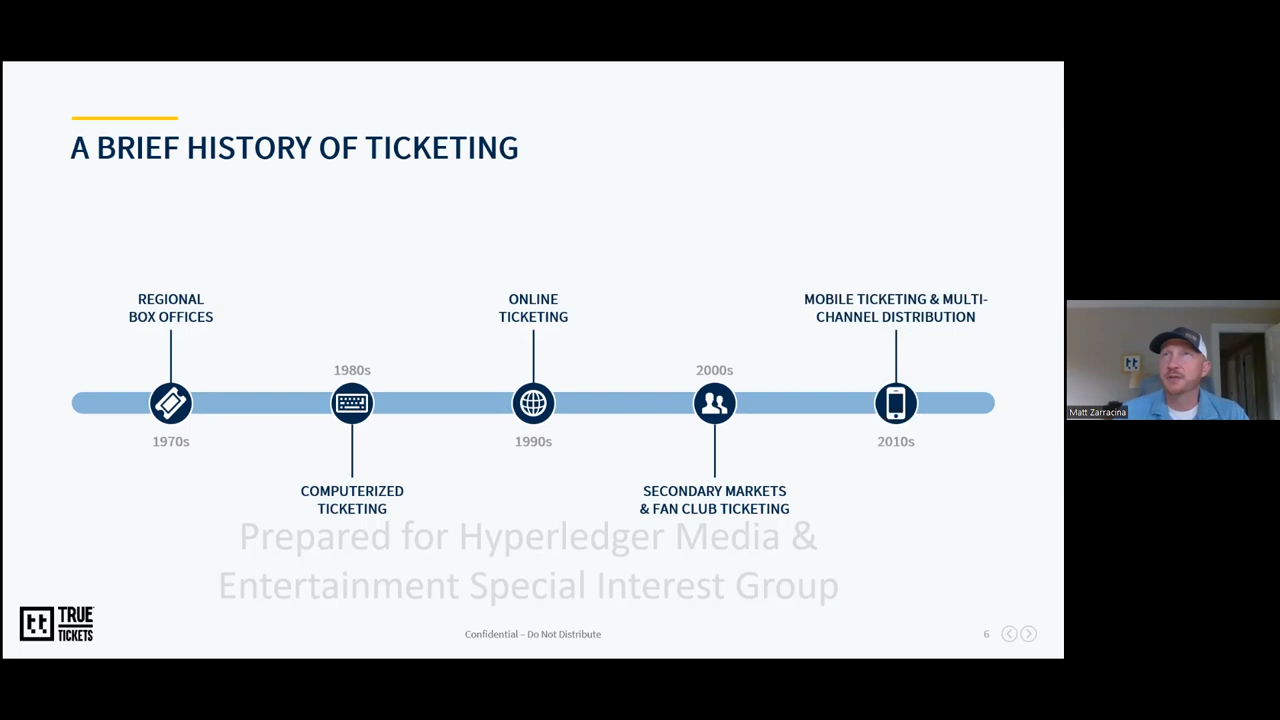 A BRIEF HISTORY OF TICKETING
REGIONAL
BOX OFFICES
ONLINE
TICKETING
MOBILE TICKETING & MULTI-
CHANNEL DISTRIBUTION
1980s
2000s
1970s
1990s
2010s
COMPUTERIZED
TICKETING
SECONDARY MARKETS
& FAN CLUB TICKETING
Prepared for Hyperledger Media &
Entertainment Special Interest Group
tt TRUE
TICKETS
Confidential – Do Not Distribute
6
tt
Matt Zarracina